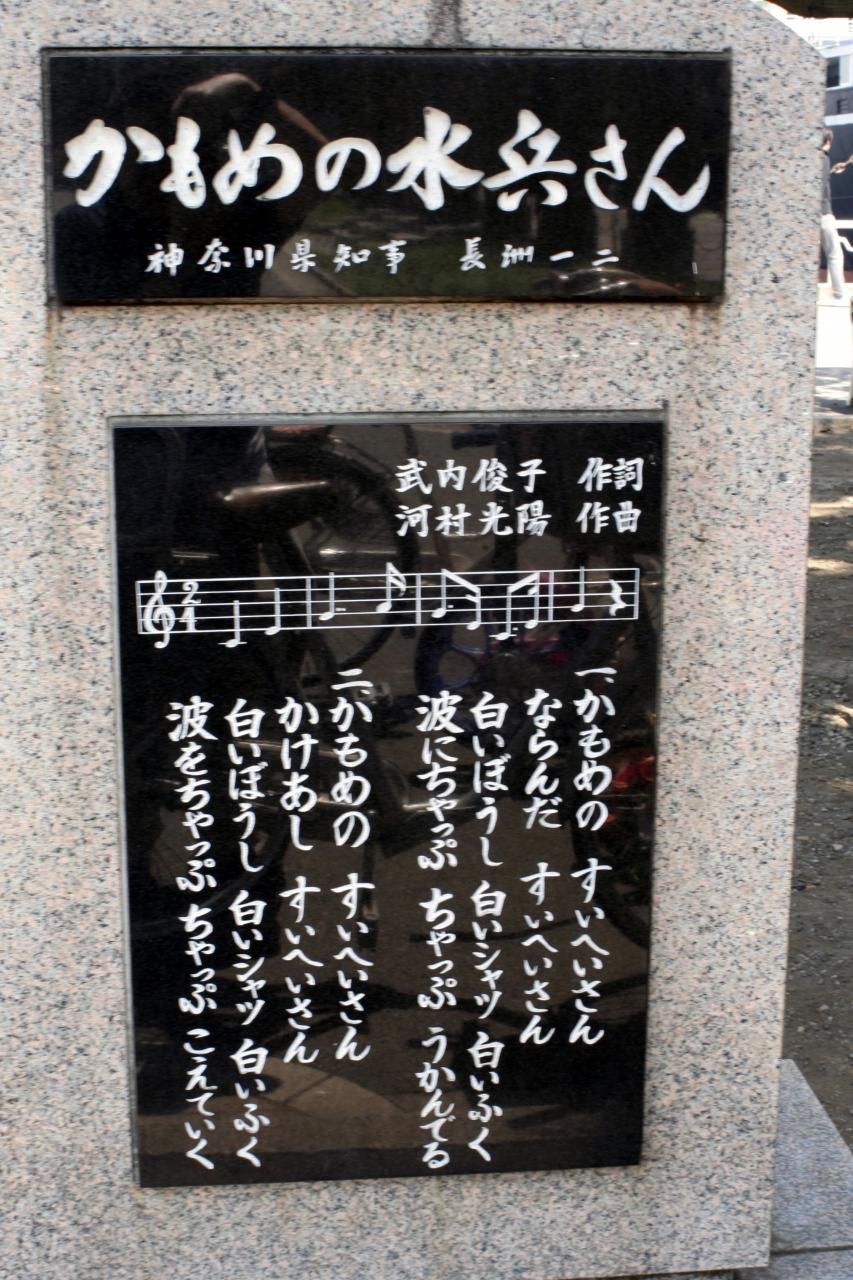 かもめの水兵さん
神奈川県知事 長洲一二
武内俊子 作詞
河村光陽 作曲
2
4
一、かもめの すいへいさん
ならんだ すいへいさん
白いぼうし 白いシャツ 白いふく
波にちゃっぷ ちゃっぷ うかんでる
二、かもめの すいへいさん
かけあし すいへいさん
白いぼうし 白いシャツ 白いふく
波をちゃっぷ ちゃっぷ こえていく